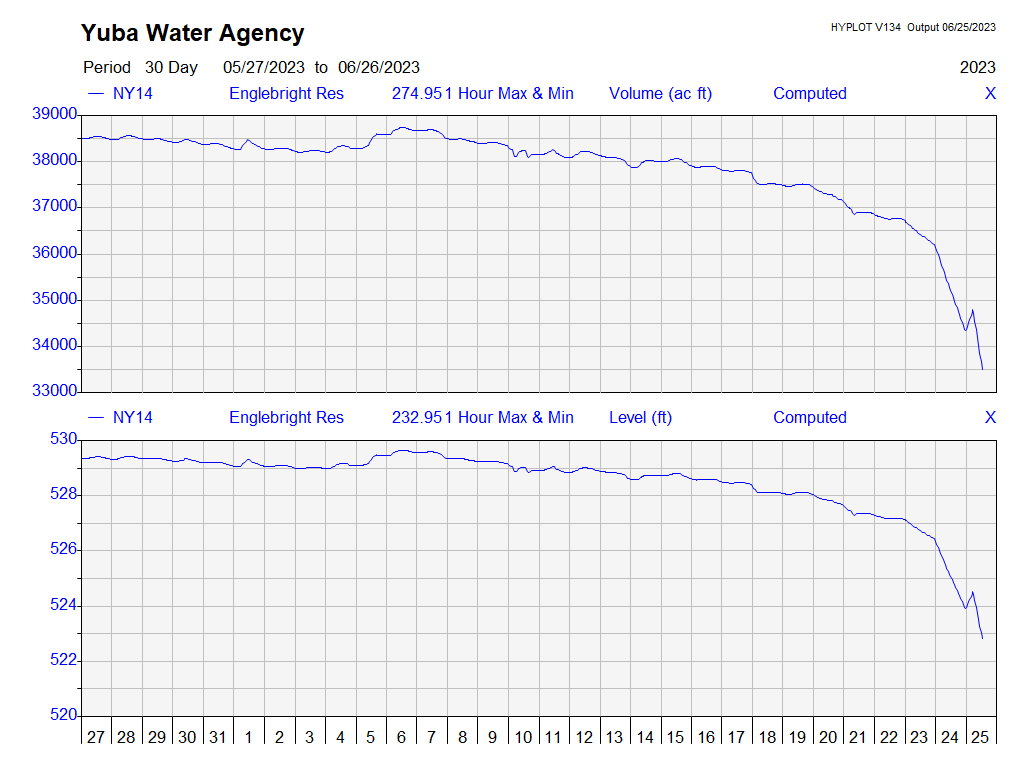 Yuba Water Agency
HYPLOT V134 Output 06/25/2023
Period 30 Day 05/27/2023 to 06/26/2023
2023
NY14 Englebright Res 274.951 Hour Max & Min Volume (ac ft) Computed X
39000
38000
37000
36000
35000
34000
33000
NY14 Englebright Res 232.951 Hour Max & Min Level (ft) Computed X
530
528
526
524
522
520
27 28 29 30 31 1 2 3 4 5 6 7 8 9 10 11 12 13 14 15 16 17 18 19 20 21 22 23 24 25